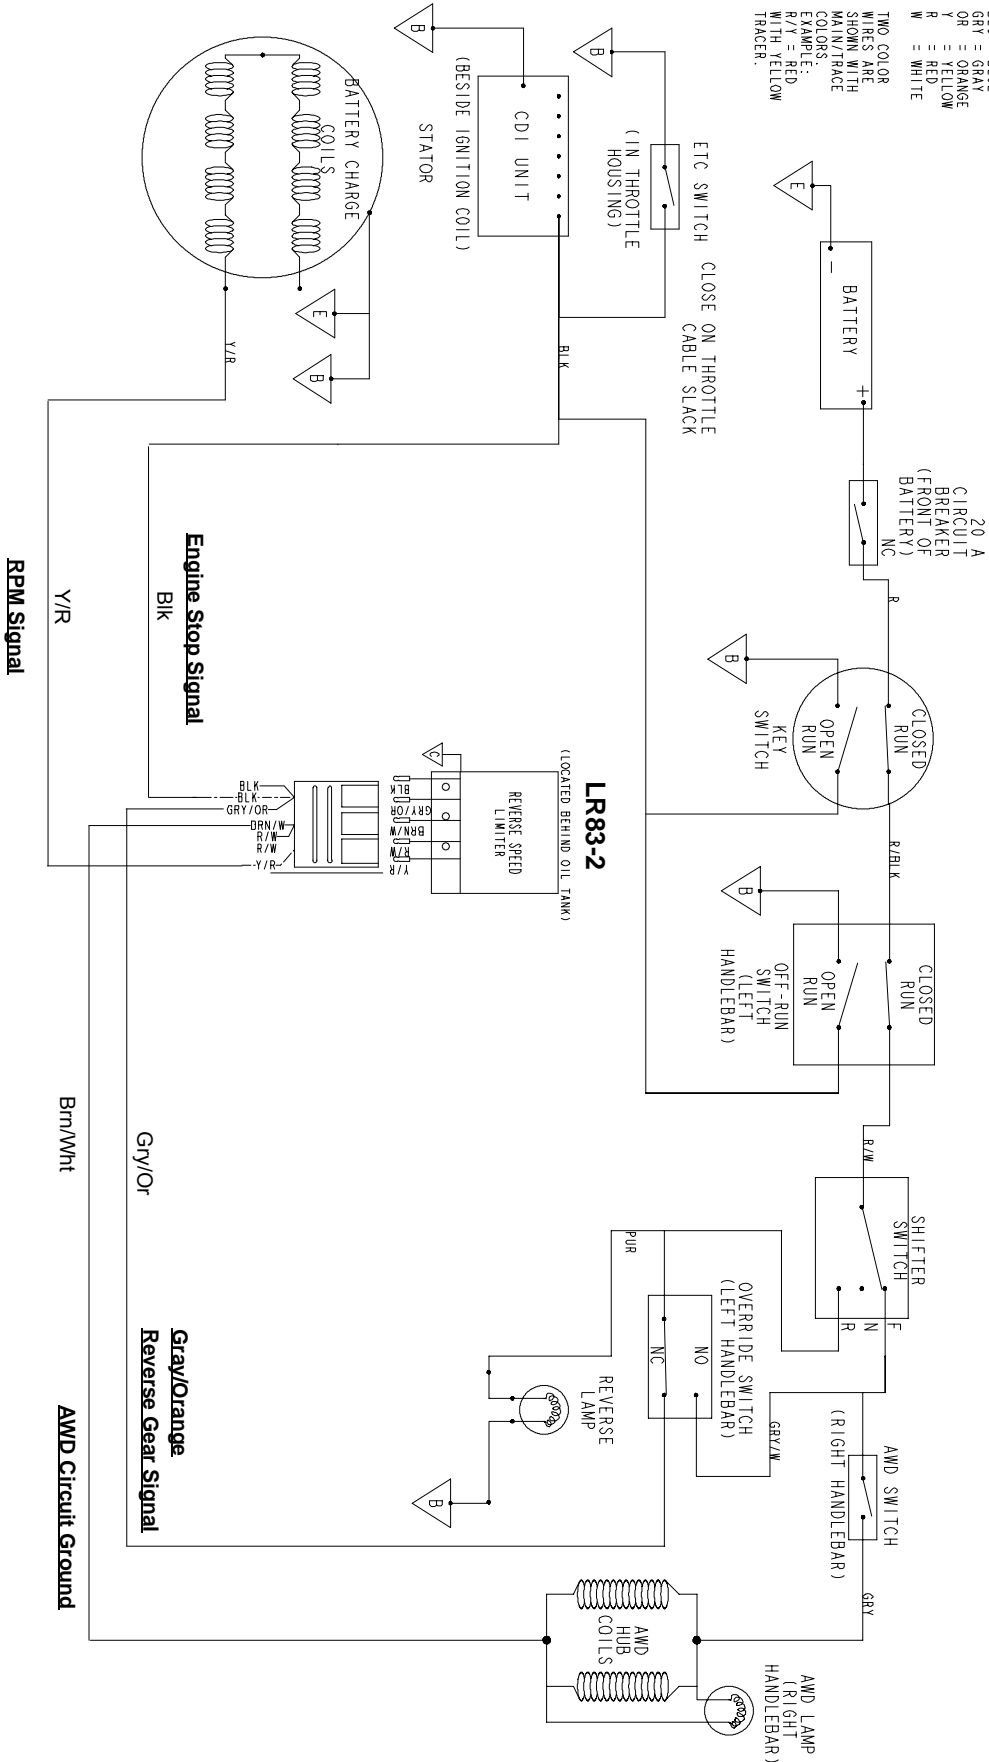 GRY = GRAY
OR = ORANGE
Y = YELLOW
R = RED
W = WHITE
TWO COLOR
WIRES ARE
SHOWN WITH
MAIN/TRACE
COLORS.
EXAMPLE:
R/Y = RED
WITH YELLOW
TRACER.
E
BATTERY
-
+
20 A
CIRCUIT
BREAKER
(FRONT OF
BATTERY)
NC
R
CLOSED
RUN
OPEN
RUN
KEY
SWITCH
B
R/BLK
CLOSED
RUN
OPEN
RUN
OFF-RUN
SWITCH
(LEFT
HANDLEBAR)
B
R/W
SHIFTER
SWITCH
F
N
R
AWD SWITCH
(RIGHT HANDLEBAR)
GRY
AWD LAMP
(RIGHT
HANDLEBAR)
AWD
HUB
COILS
OVERRIDE SWITCH
(LEFT HANDLEBAR)
NO
NC
GRY/W
PUR
REVERSE
LAMP
B
ETC SWITCH
(IN THROTTLE
HOUSING)
CLOSE ON THROTTLE
CABLE SLACK
B
B
CDI UNIT
(BESIDE IGNITION COIL)
BLK
STATOR
BATTERY CHARGE
COILS
E
B
Y/R
LR83-2
(LOCATED BEHIND OIL TANK)
REVERSE SPEED
LIMITER
C
BLK
GRY/OR
BRN/W
R/W
Y/R
BLK
BLK
GRY/OR
BRN/W
R/W
R/W
Y/R
Engine Stop Signal
Blk
Y/R
RPM Signal
Gry/Or
Brn/Wht
Gray/Orange
Reverse Gear Signal
AWD Circuit Ground